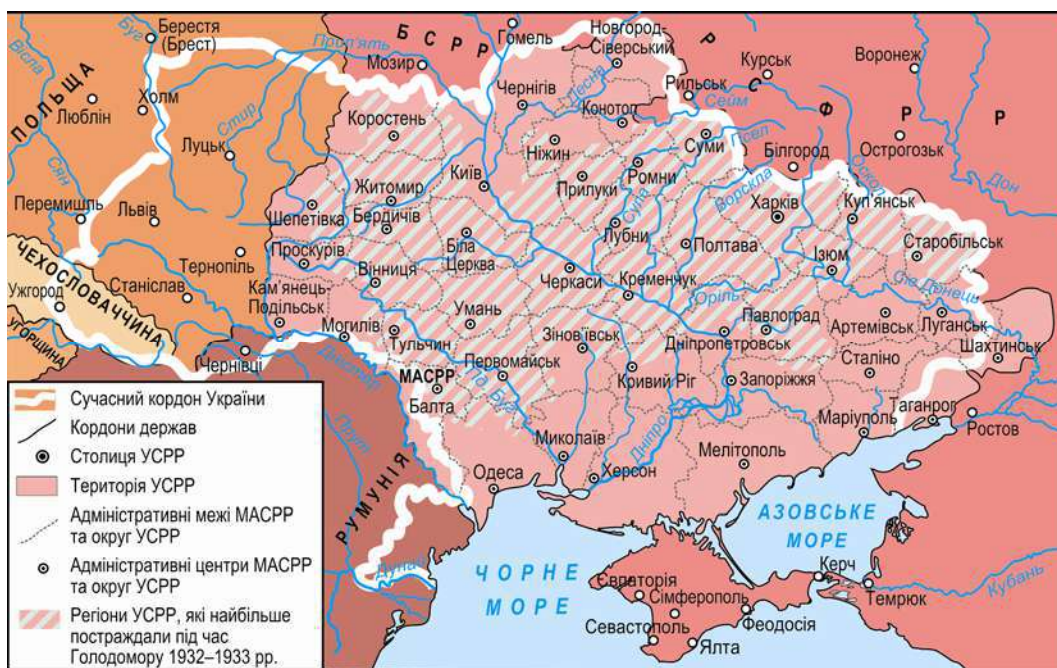 Буг
Берестя
(Брест)
Висла
ПОЛЬЩА
Холм
Люблін
Луцьк
Стир
Сян
Перемишль
Львів
Тернопіль
Станіслав
ЧЕХОСЛОВАЧЧИНА
Ужгород
УГОРЩИНА
Чернівці
Прип'ять
БСРР
Мозир
Гомель
Новгород-
Сіверський
Чернігів
Десна
Рильськ
Курськ
Воронеж
РСФРР
Сейм
Конотоп
Коростень
Ніжин
Суми
Псел
Білгород
Острогозьк
Дон
Оскол
Житомир
Київ
Прилуки
Ромни
Сула
Ворскла
Харків
Куп'янськ
Шепетівка
Бердичів
Лубни
Полтава
Старобільськ
Проскурів
Біла
Церква
Вінниця
Черкаси
Кременчук
Ізюм
Сів. Донець
Кам'янець-
Подільськ
Умань
Оріль
Павлоград
Артемівськ
Луганськ
Могилів
Тульчин
Зінов'ївськ
Дніпропетровськ
Шахтинськ
Дністер
Первомайськ
Сталіно
МАСРР
Балта
Буг
Кривий Ріг
Запоріжжя
Таганрог
Маріуполь
Ростов
Миколаїв
Дніпро
Мелітополь
Херсон
Одеса
Прут
РУМУНІЯ
Дунай
АЗОВСЬКЕ
МОРЕ
ЧОРНЕ
МОРЕ
Керч
Темрюк
Кубань
Євпаторія
Сімферополь
Феодосія
Севастополь
Ялта
Сучасний кордон України
Кордони держав
Столиця УСРР
Територія УСРР
Адміністративні межі МАСРР
та округ УСРР
Адміністративні центри МАСРР
та округ УСРР
Регіони УСРР, які найбільше
постраждали під час
Голодомору 1932–1933 рр.